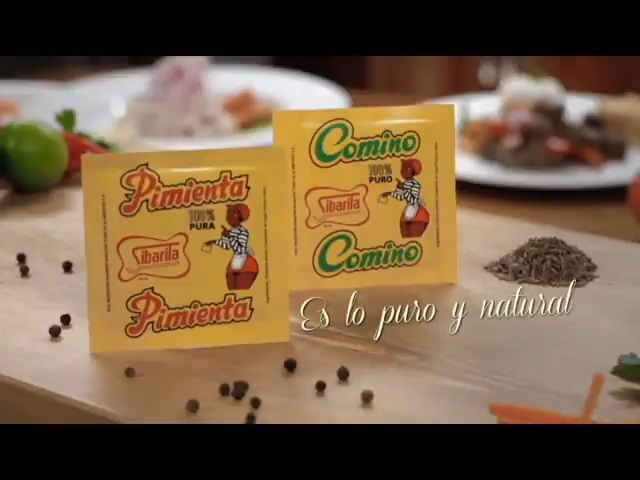 Pimienta
100%
PURA
Sibarita
Pimienta
Comino
100%
PURO
Sibarita
Comino
Es lo puro y natural